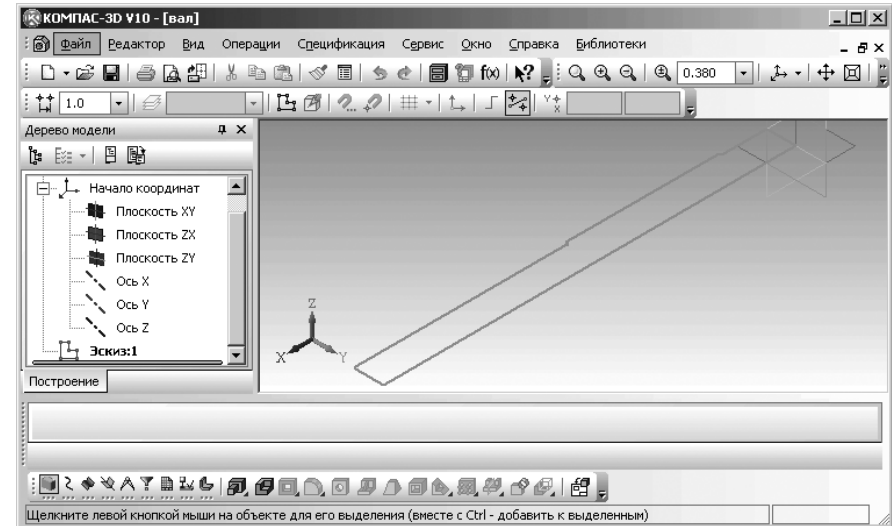 КОМПАС-3D V10 - [вал]
Файл Редактор Вид Операции Спецификация Сервис Окно Справка Библиотеки
f(x) 0.380
1.0
Дерево модели
Начало координат
Плоскость XY
Плоскость ZX
Плоскость ZY
Ось X
Ось Y
Ось Z
Эскиз:1
Построение
Z
X Y
Щелкните левой кнопкой мыши на объекте для его выделения (вместе с Ctrl - добавить к выделенным)